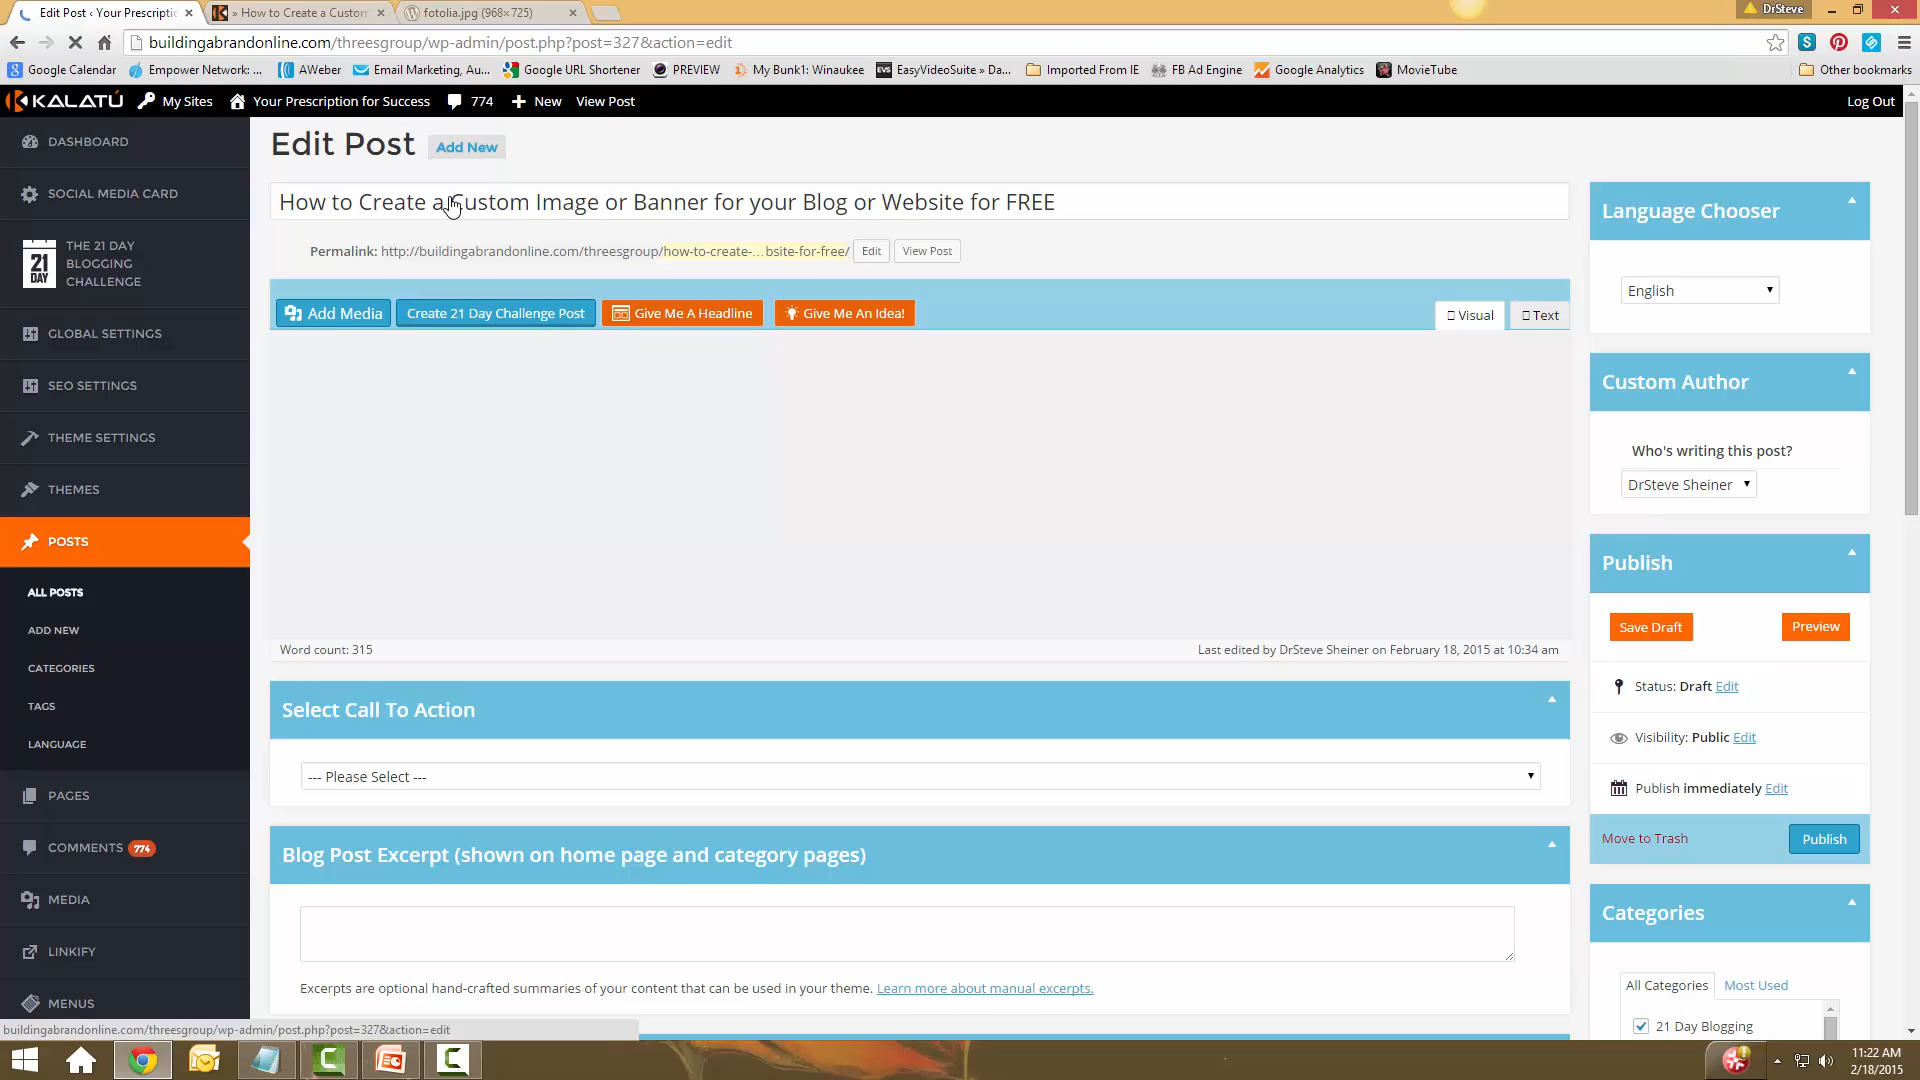 Edit Post ‹ Your Prescriptic
» How to Create a Custom
fotolia.jpg (968×725)
DrSteve
buildingabrandonline.com/threesgroup/wp-admin/post.php?post=327&action=edit
Google Calendar
Empower Network: ...
AWeber
Email Marketing, Au...
Google URL Shortener
PREVIEW
My Bunk1: Winaukee
EVS
EasyVideoSuite » Da...
Imported From IE
FB Ad Engine
Google Analytics
MovieTube
Other bookmarks
KALATU
My Sites
Your Prescription for Success
774
New
View Post
Log Out
DASHBOARD
SOCIAL MEDIA CARD
21
DAY
THE 21 DAY
BLOGGING
CHALLENGE
GLOBAL SETTINGS
SEO SETTINGS
THEME SETTINGS
THEMES
POSTS
ALL POSTS
ADD NEW
CATEGORIES
TAGS
LANGUAGE
PAGES
COMMENTS 774
MEDIA
LINKIFY
MENUS
Edit Post Add New
How to Create a Custom Image or Banner for your Blog or Website for FREE
Permalink: http://buildingabrandonline.com/threesgroup/how-to-create-...bsite-for-free/ Edit View Post
Add Media Create 21 Day Challenge Post Give Me A Headline Give Me An Idea! Visual Text
Word count: 315 Last edited by DrSteve Sheiner on February 18, 2015 at 10:34 am
Select Call To Action
--- Please Select ---
Blog Post Excerpt (shown on home page and category pages)
Excerpts are optional hand-crafted summaries of your content that can be used in your theme. Learn more about manual excerpts.
Language Chooser
English
Custom Author
Who's writing this post?
DrSteve Sheiner
Publish
Save Draft Preview
Status: Draft Edit
Visibility: Public Edit
Publish immediately Edit
Move to Trash Publish
Categories
All Categories Most Used
21 Day Blogging
buildingabrandonline.com/threesgroup/wp-admin/post.php?post=327&action=edit
11:22 AM
2/18/2015